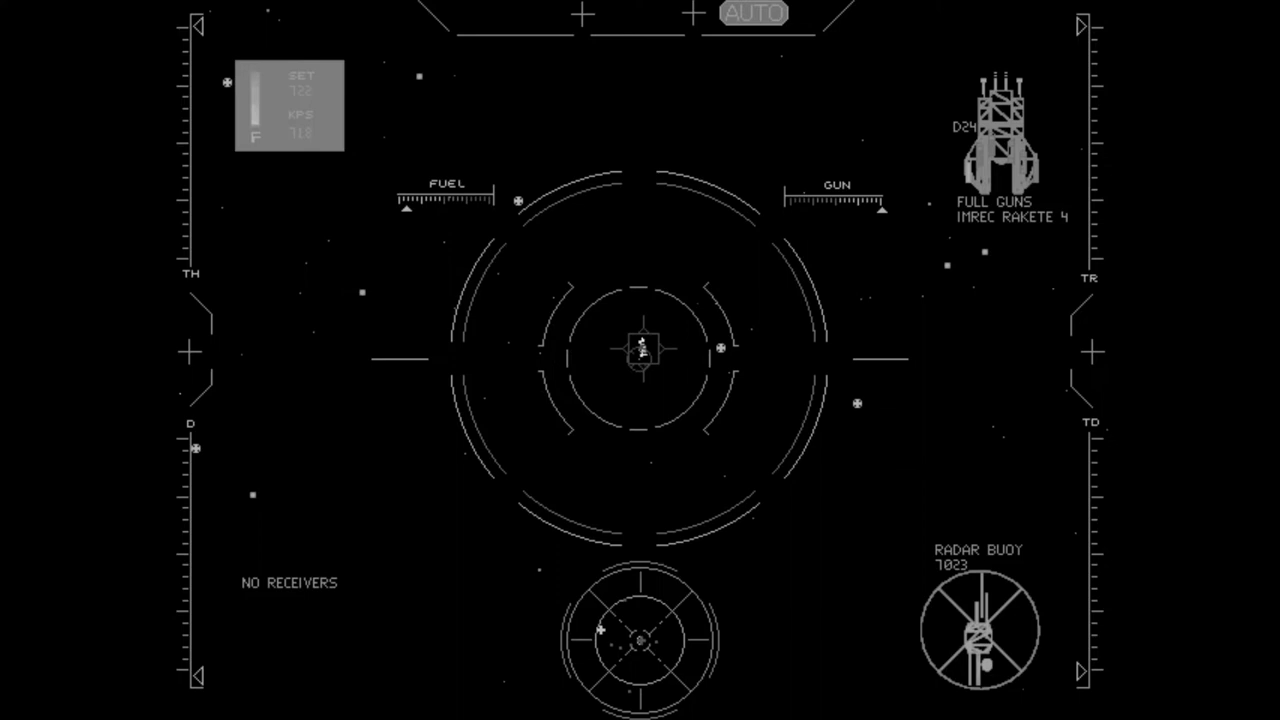 AUTO
SET
722
KPS
718
F
D24
FUEL
GUN
FULL GUNS
IMREC RAKETE 4
TH
TR
D
TD
RADAR BUOY
7023
NO RECEIVERS